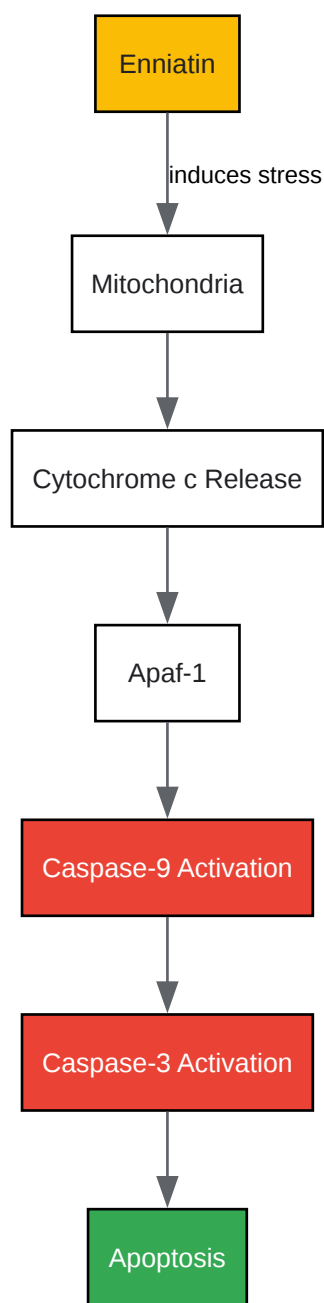 Enniatin
induces stress
Mitochondria
Cytochrome c Release
Apaf-1
Caspase-9 Activation
Caspase-3 Activation
Apoptosis